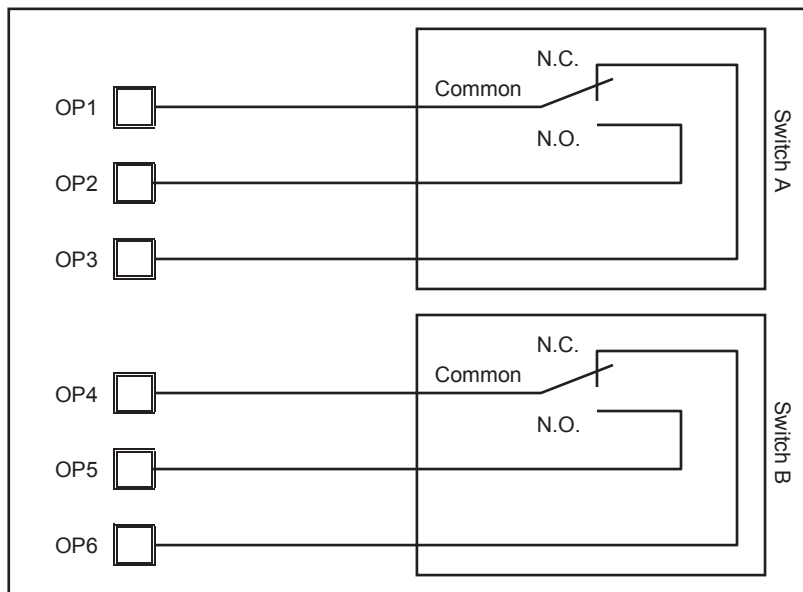 N.C.
Common
OP1
N.O.
OP2
OP3
Switch A
N.C.
Common
OP4
N.O.
OP5
OP6
Switch B